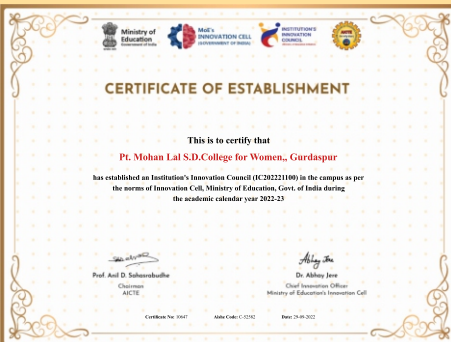 Ministry of
Education
Government of India
MoE's
INNOVATION CELL
(GOVERNMENT OF INDIA)
INSTITUTION'S
INNOVATION
COUNCIL
CERTIFICATE OF ESTABLISHMENT
This is to certify that
Pt. Mohan Lal S.D.College for Women,, Gurdaspur
has established an Institution's Innovation Council (IC202221100) in the campus as per
the norms of Innovation Cell, Ministry of Education, Govt. of India during
the academic calendar year 2022-23
Prof. Anil D. Sahasrabudhe
Chairman
AICTE
Abhay Jere
Dr. Abhay Jere
Chief Innovation Officer
Ministry of Education's Innovation Cell
Certificate No: 10047
Aishe Code: C-52582
Date: 29-09-2022